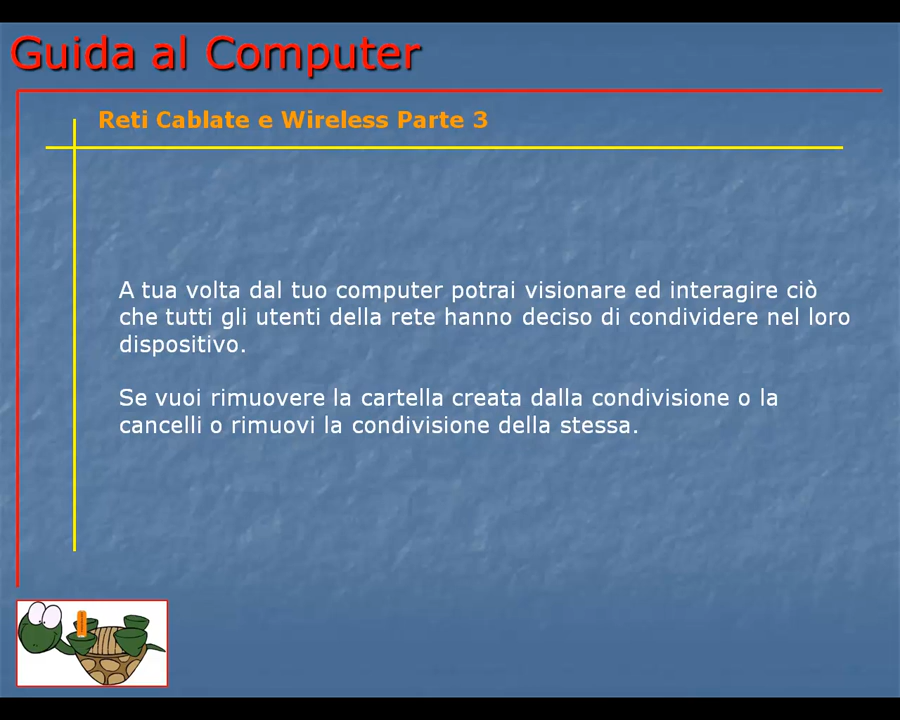 Guida al Computer
Reti Cablate e Wireless Parte 3
A tua volta dal tuo computer potrai visionare ed interagire ciò
che tutti gli utenti della rete hanno deciso di condividere nel loro
dispositivo.
Se vuoi rimuovere la cartella creata dalla condivisione o la
cancelli o rimuovi la condivisione della stessa.